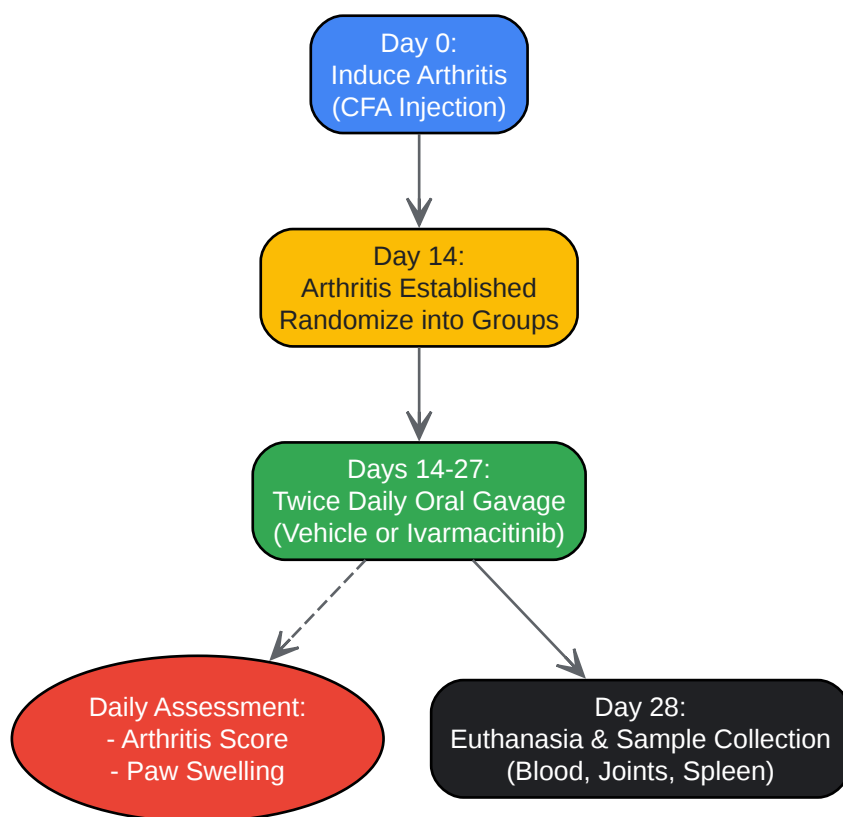 Day 0:
Induce Arthritis
(CFA Injection)
Day 14:
Arthritis Established
Randomize into Groups
Days 14-27:
Twice Daily Oral Gavage
(Vehicle or Ivarmacitinib)
Daily Assessment:
- Arthritis Score
- Paw Swelling
Day 28:
Euthanasia & Sample Collection
(Blood, Joints, Spleen)